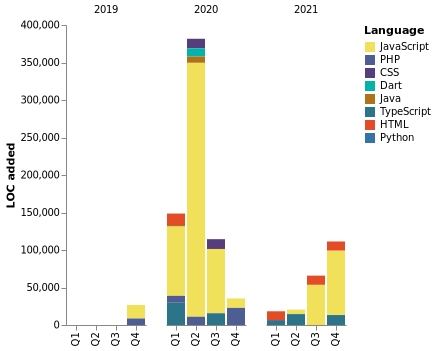 2019 2020 2021
LOC added
400,000
350,000
300,000
250,000
200,000
150,000
100,000
50,000
0
Q1 Q2 Q3 Q4 Q1 Q2 Q3 Q4 Q1 Q2 Q3 Q4
Language
JavaScript
PHP
CSS
Dart
Java
TypeScript
HTML
Python